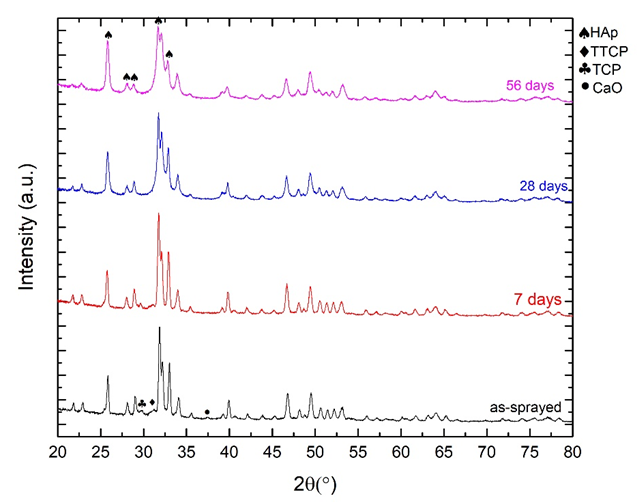 HAp
TTCP
TCP
CaO
56 days
28 days
7 days
as-sprayed
Intensity (a.u.)
20 25 30 35 40 45 50 55 60 65 70 75 80
2θ(°)